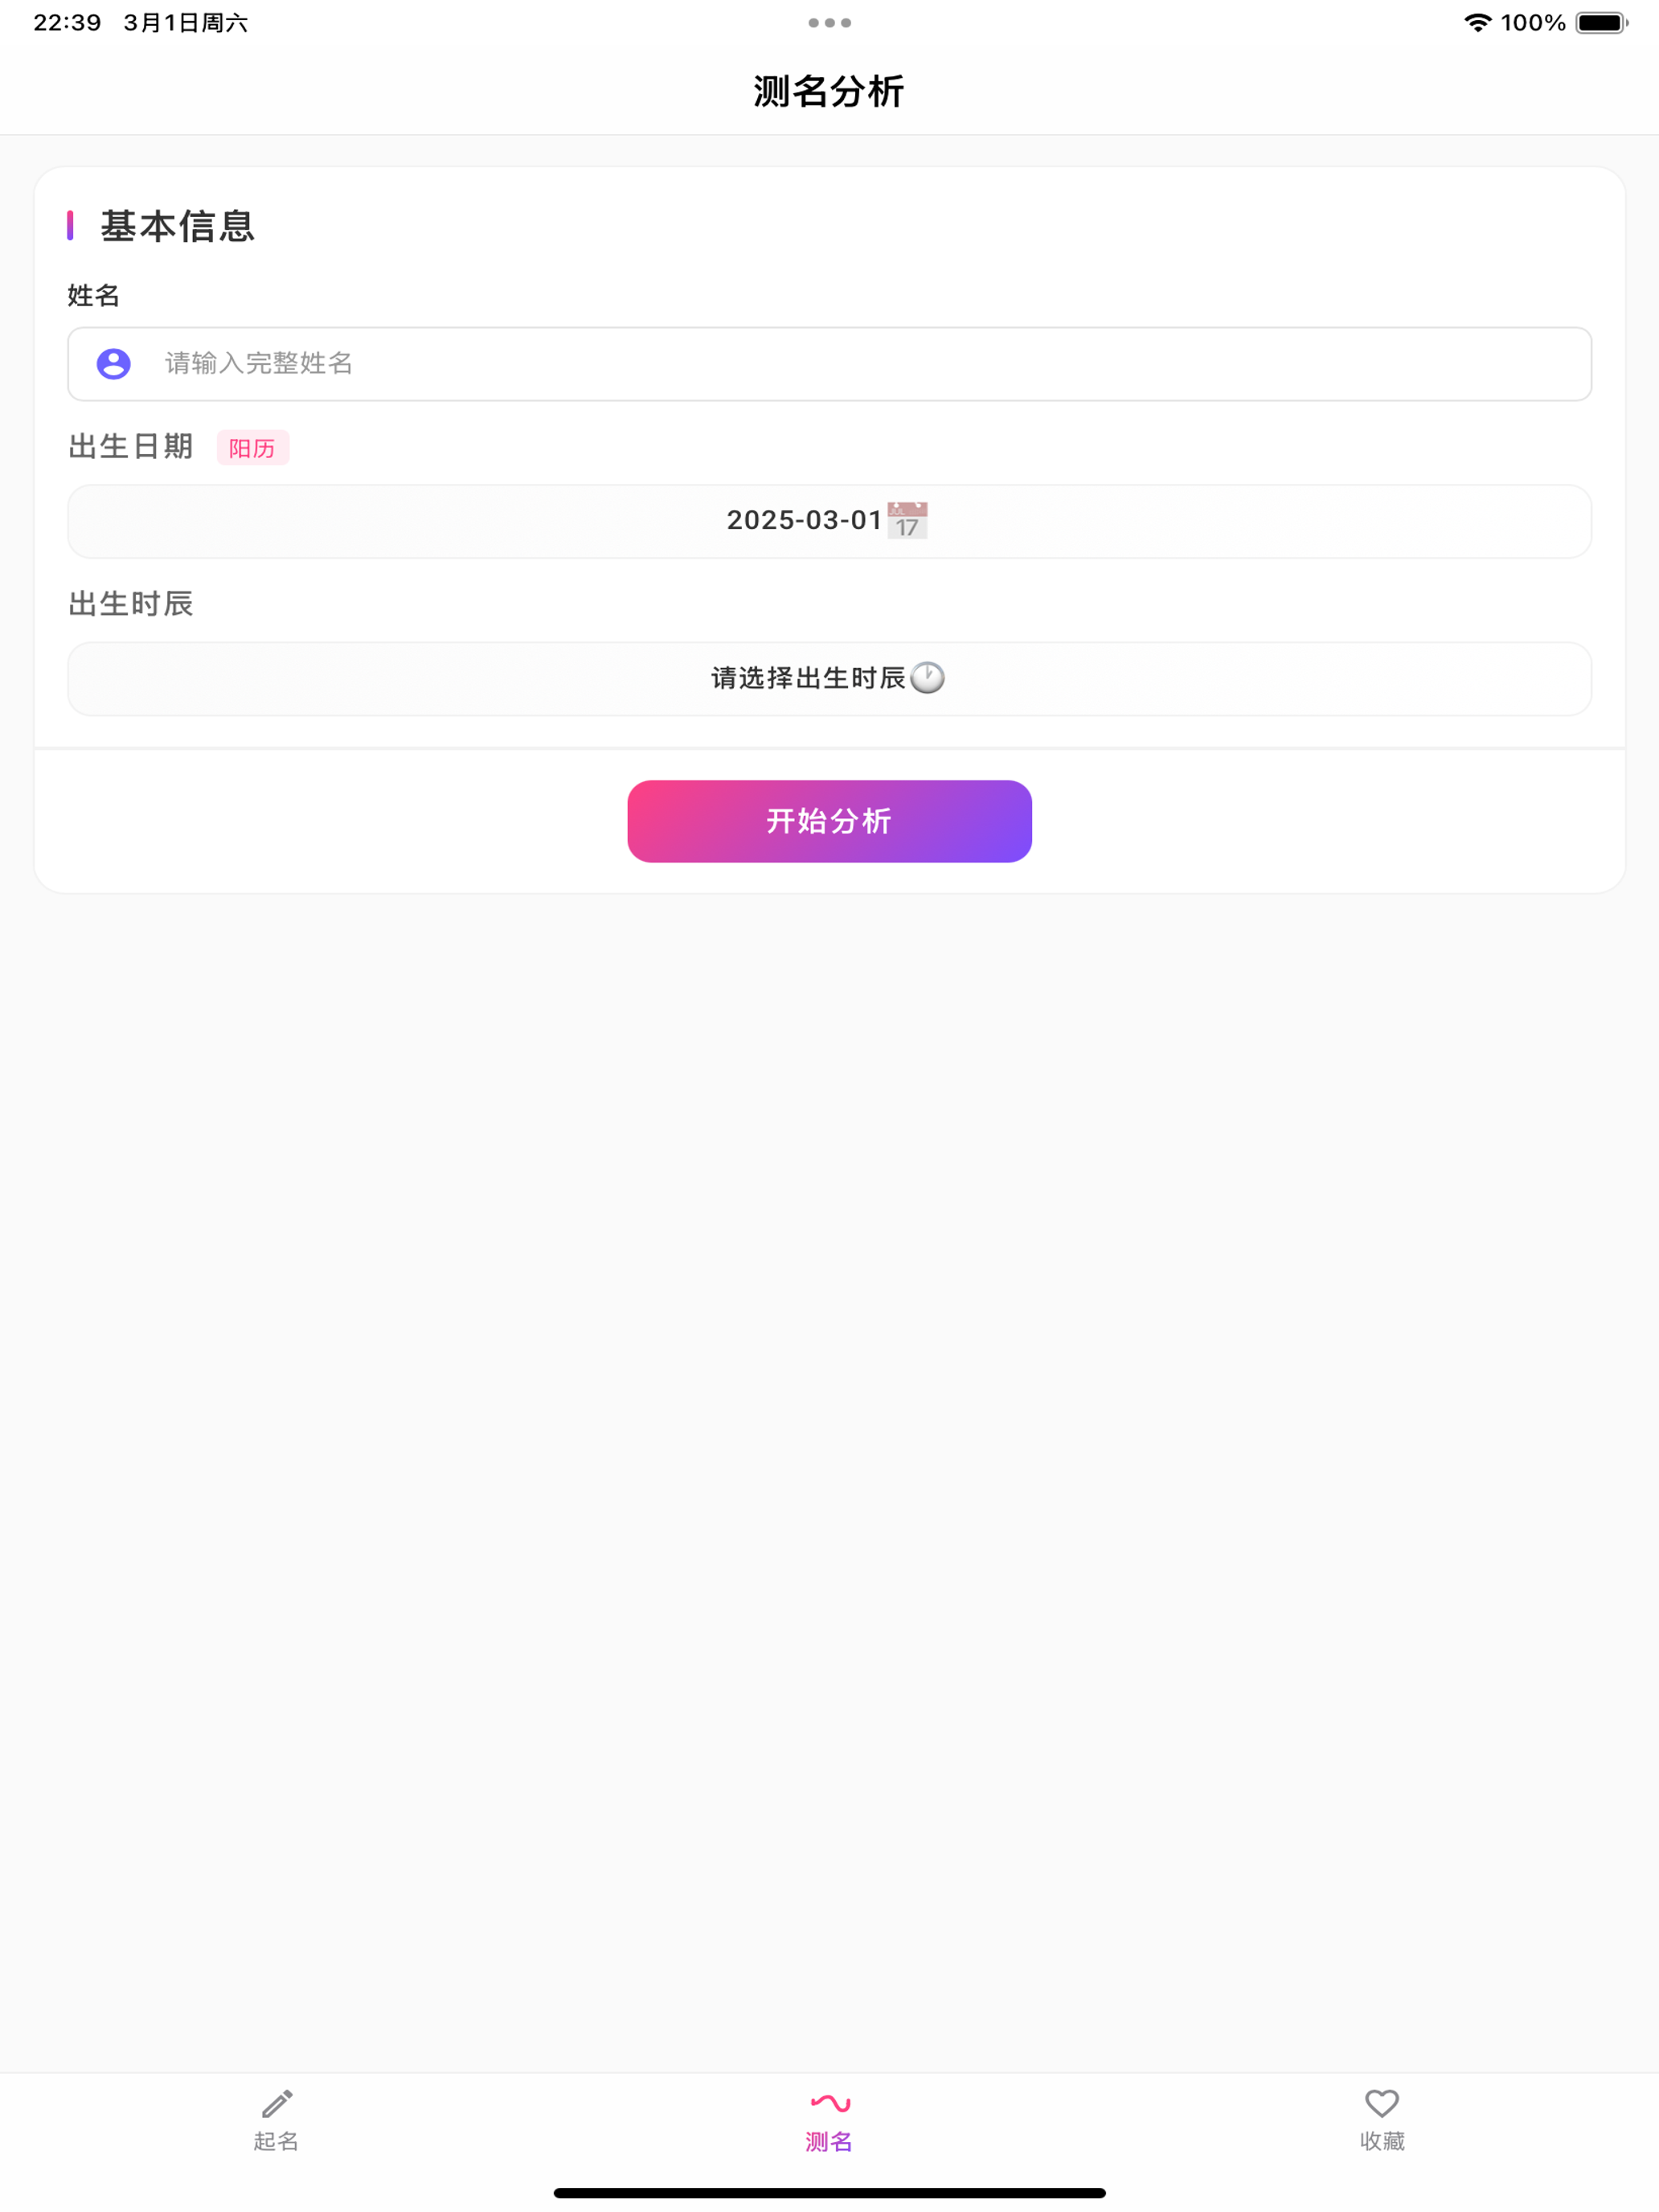 22:39 3月1日周六 100%
测名分析
基本信息
姓名
请输入完整姓名
出生日期 阳历
2025-03-01
JUL
17
出生时辰
请选择出生时辰
开始分析
起名 测名 收藏